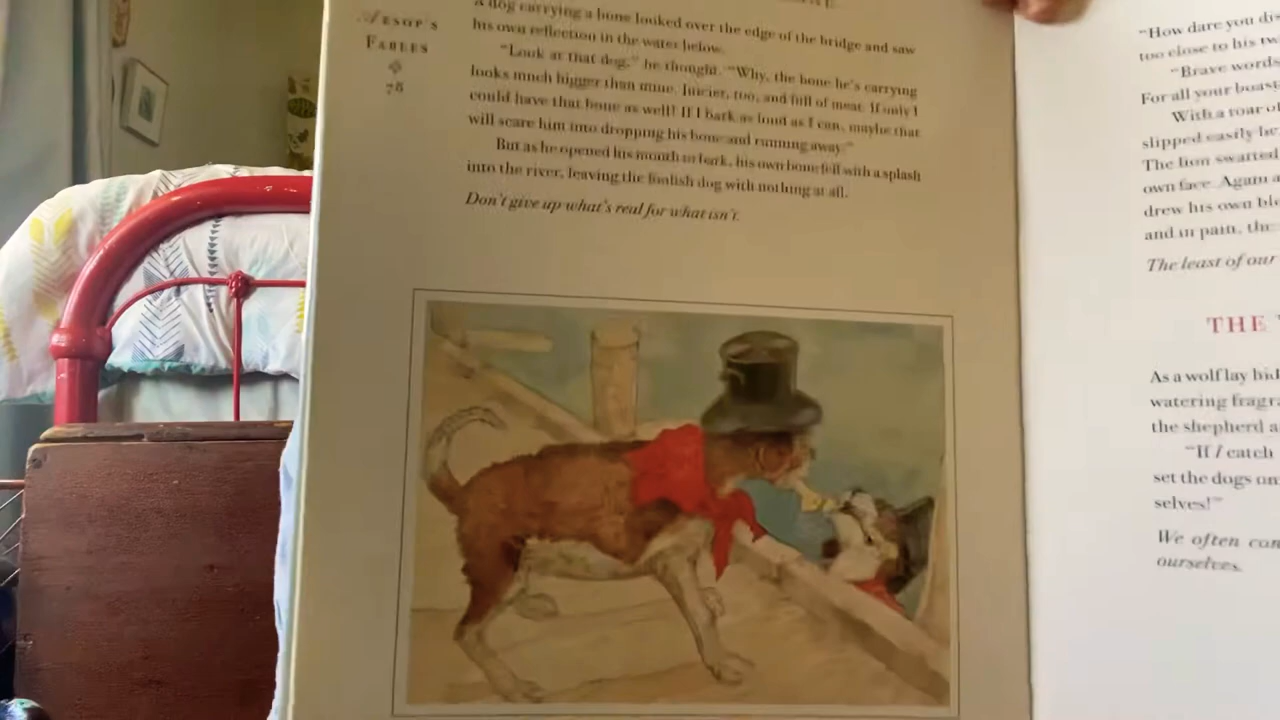 ÆSOP'S
FABLES
78
A dog carrying a bone looked over the edge of the bridge and saw
his own reflection in the water below.
"Look at that dog," he thought. "Why, the bone he's carrying
looks much bigger than mine. Juicier, too, and full of meat. If only I
could have that bone as well! If I bark as loud as I can, maybe that
will scare him into dropping his bone and running away."
But as he opened his mouth to bark, his own bone fell with a splash
into the river, leaving the foolish dog with nothing at all.
Don't give up what's real for what isn't.
"How dare you
too close to his
"Brave words
For all your
With a roar
slipped easily
The lion swatted
own face. Again
drew his own
and in pain, the
The least of our
THE
As a wolf lay
watering
the shepherd
"If I catch
set the dogs
selves!"
We often
ourselves.